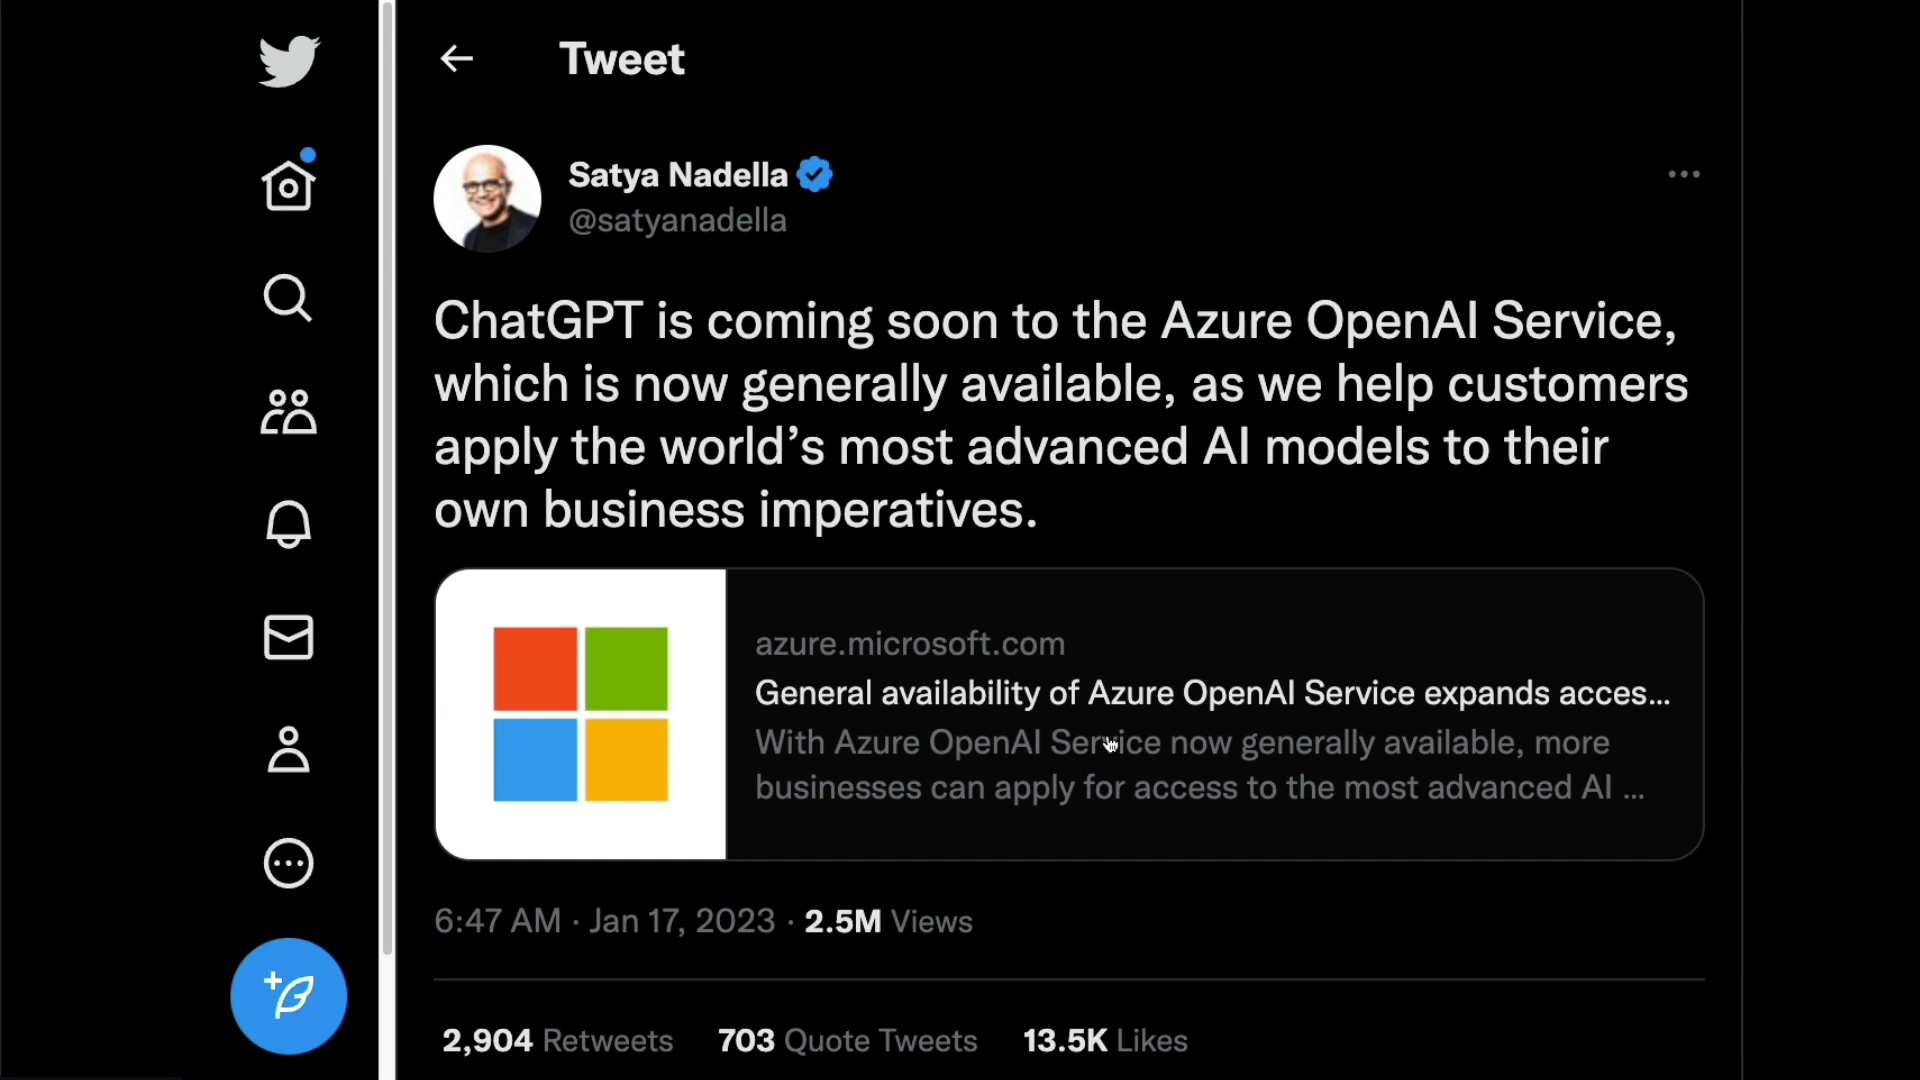 Tweet
Satya Nadella
@satyanadella
ChatGPT is coming soon to the Azure OpenAI Service,
which is now generally available, as we help customers
apply the world’s most advanced AI models to their
own business imperatives.
azure.microsoft.com
General availability of Azure OpenAI Service expands acces...
With Azure OpenAI Service now generally available, more
businesses can apply for access to the most advanced AI ...
6:47 AM · Jan 17, 2023 · 2.5M Views
2,904 Retweets 703 Quote Tweets 13.5K Likes